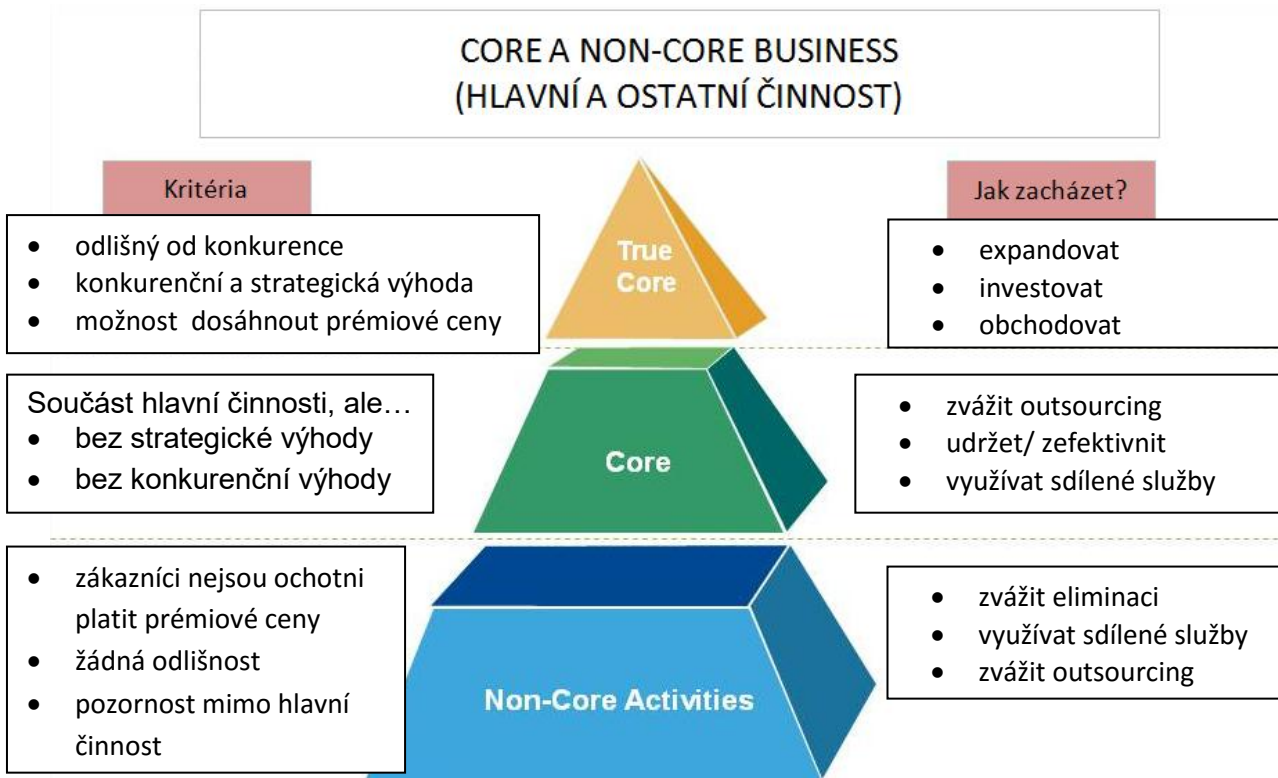 CORE A NON-CORE BUSINESS
(HLAVNÍ A OSTATNÍ ČINNOST)
Kritéria
Jak zacházet?
• odlišný od konkurence
• konkurenční a strategická výhoda
• možnost dosáhnout prémiové ceny
True
Core
• expandovat
• investovat
• obchodovat
Součást hlavní činnosti, ale…
• bez strategické výhody
• bez konkurenční výhody
Core
• zvážit outsourcing
• udržet/ zefektivnit
• využívat sdílené služby
• zákazníci nejsou ochotni
platit prémiové ceny
• žádná odlišnost
• pozornost mimo hlavní
činnost
Non-Core Activities
• zvážit eliminaci
• využívat sdílené služby
• zvážit outsourcing